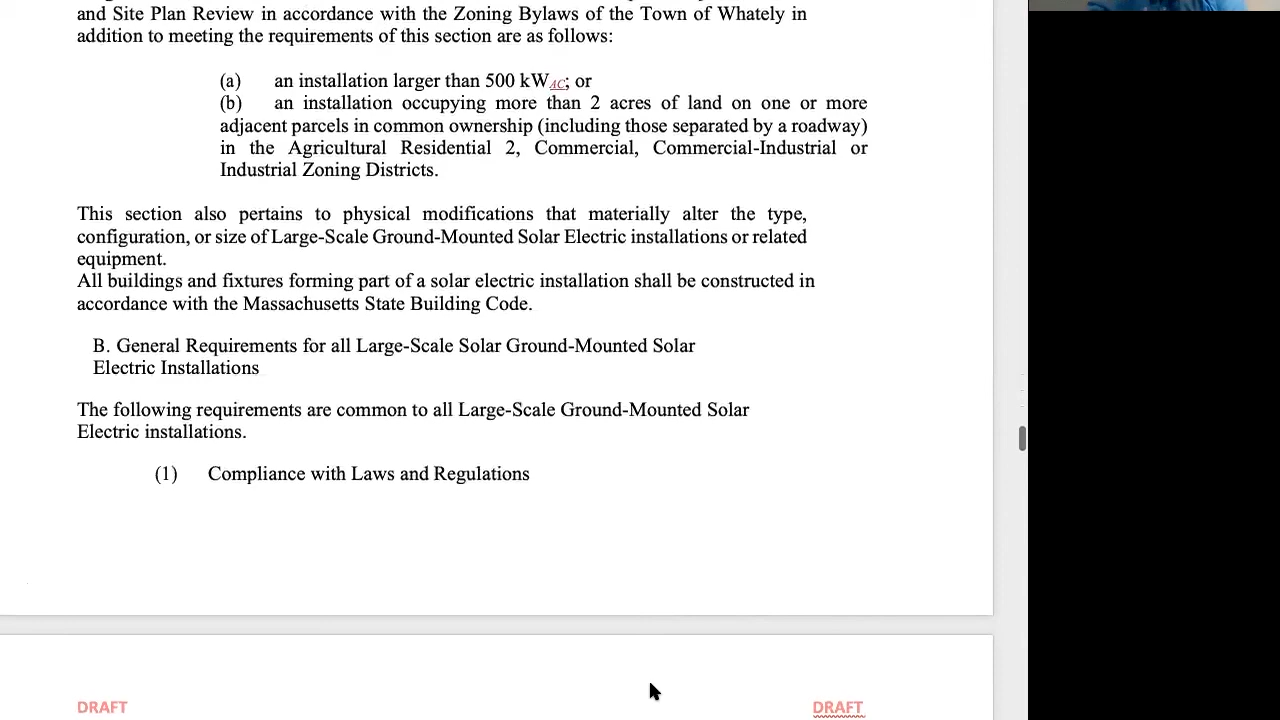 and Site Plan Review in accordance with the Zoning Bylaws of the Town of Whately in
addition to meeting the requirements of this section are as follows:
(a) an installation larger than 500 kWAC; or
(b) an installation occupying more than 2 acres of land on one or more
adjacent parcels in common ownership (including those separated by a roadway)
in the Agricultural Residential 2, Commercial, Commercial-Industrial or
Industrial Zoning Districts.
This section also pertains to physical modifications that materially alter the type,
configuration, or size of Large-Scale Ground-Mounted Solar Electric installations or related
equipment.
All buildings and fixtures forming part of a solar electric installation shall be constructed in
accordance with the Massachusetts State Building Code.
B. General Requirements for all Large-Scale Solar Ground-Mounted Solar
Electric Installations
The following requirements are common to all Large-Scale Ground-Mounted Solar
Electric installations.
(1) Compliance with Laws and Regulations
DRAFT DRAFT